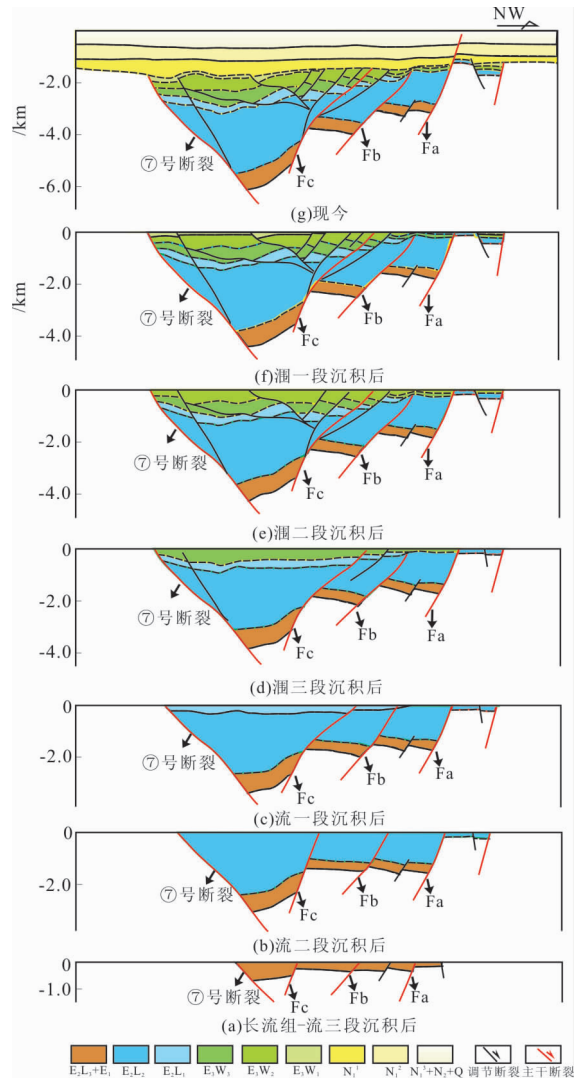 NW
/km
-2.0
-4.0
-6.0
⑦号断裂
Fc
Fb
Fa
(g)现今
/km
0
-2.0
-4.0
⑦号断裂
Fc
Fb
Fa
(f)涠一段沉积后
0
-2.0
-4.0
⑦号断裂
Fc
Fb
Fa
(e)涠二段沉积后
0
-2.0
-4.0
⑦号断裂
Fc
Fb
Fa
(d)涠三段沉积后
0
-2.0
⑦号断裂
Fc
Fb
Fa
(c)流一段沉积后
0
-2.0
⑦号断裂
Fc
Fb
Fa
(b)流二段沉积后
0
-1.0
⑦号断裂
Fc
Fb
Fa
(a)长流组-流三段沉积后
E₂L₃+E₁ E₂L₂ E₂L₁ E₃W₃ E₃W₂ E₃W₁ N₁¹ N₁² N₁³+N₂+Q 调节断裂 主干断裂